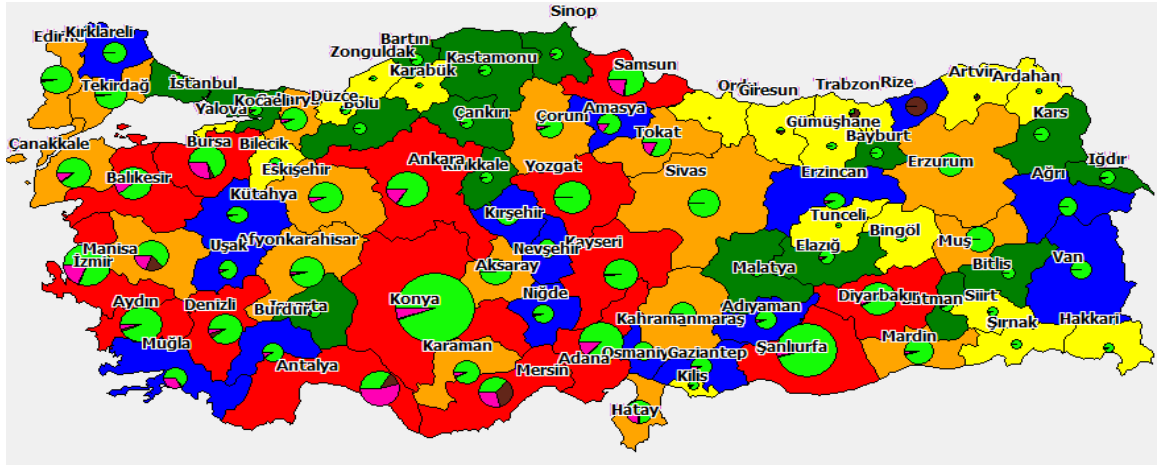 Sinop
Edirne
Kırklareli
Bartın
Zonguldak
Kastamonu
Samsun
Karabük
Artvin
Ardahan
Tekirdağ
İstanbul
Trabzon
Rize
Ordu
Giresun
Kocaeli
Düzce
Bolu
Yalova
Çankırı
Çorum
Amasya
Kars
Gümüşhane
Bayburt
Tokat
Çanakkale
Bursa
Bilecik
Ankara
Kırıkkale
Yozgat
Sivas
Erzurum
Iğdır
Eskişehir
Balıkesir
Erzincan
Ağrı
Kütahya
Kırşehir
Tunceli
Bingöl
Manisa
Uşak
Afyonkarahisar
Nevşehir
Kayseri
Elazığ
Muş
Van
İzmir
Aksaray
Malatya
Bitlis
Aydın
Denizli
Burdur
Isparta
Konya
Niğde
Adıyaman
Diyarbakır
Batman
Siirt
Kahramanmaraş
Şırnak
Hakkari
Muğla
Antalya
Karaman
Mersin
Adana
Osmaniye
Gaziantep
Şanlıurfa
Mardin
Kilis
Hatay